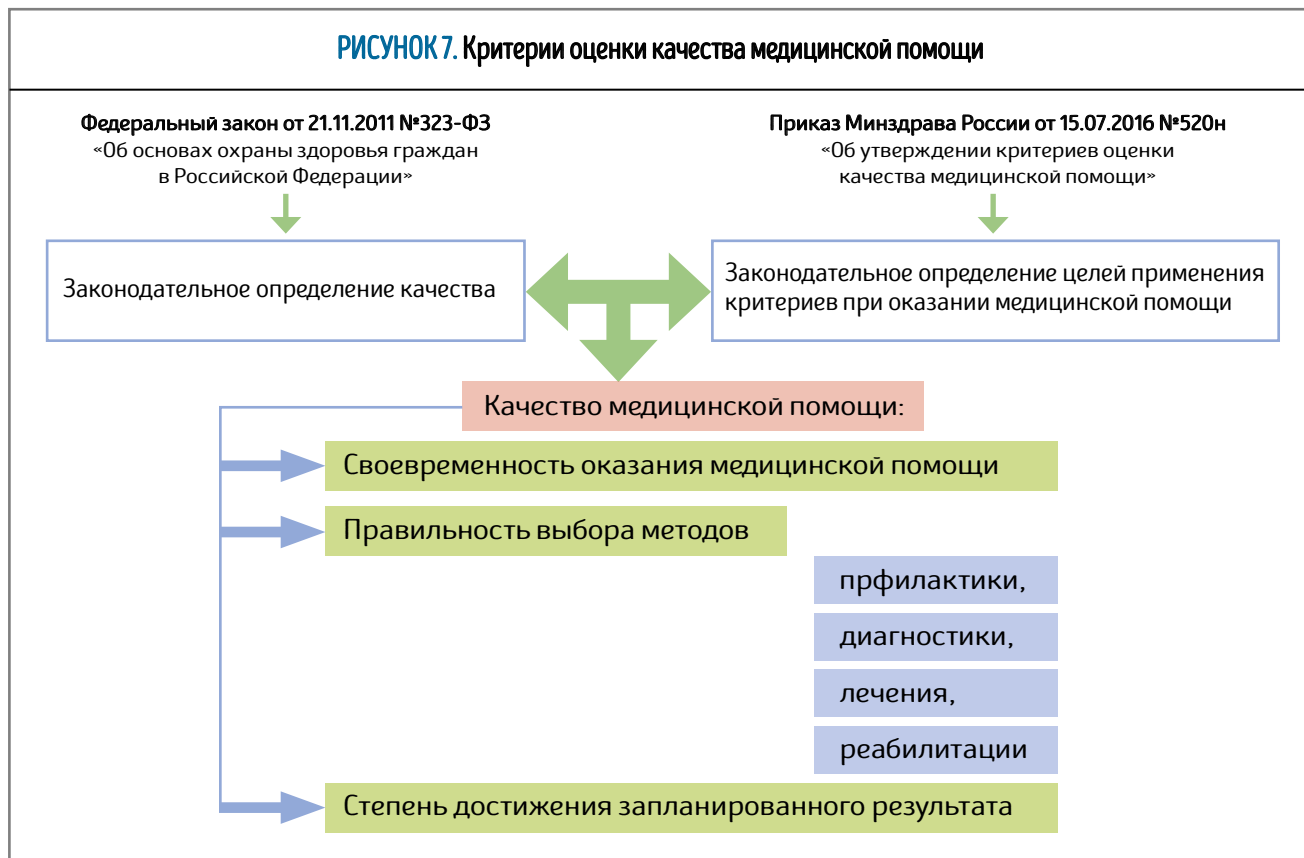 РИСУНОК 7. Критерии оценки качества медицинской помощи
Федеральный закон от 21.11.2011 №323-ФЗ
«Об основах охраны здоровья граждан
в Российской Федерации»
Приказ Минздрава России от 15.07.2016 №520н
«Об утверждении критериев оценки
качества медицинской помощи»
Законодательное определение качества
Законодательное определение целей применения
критериев при оказании медицинской помощи
Качество медицинской помощи:
Своевременность оказания медицинской помощи
Правильность выбора методов
прфилактики,
диагностики,
лечения,
реабилитации
Степень достижения запланированного результата